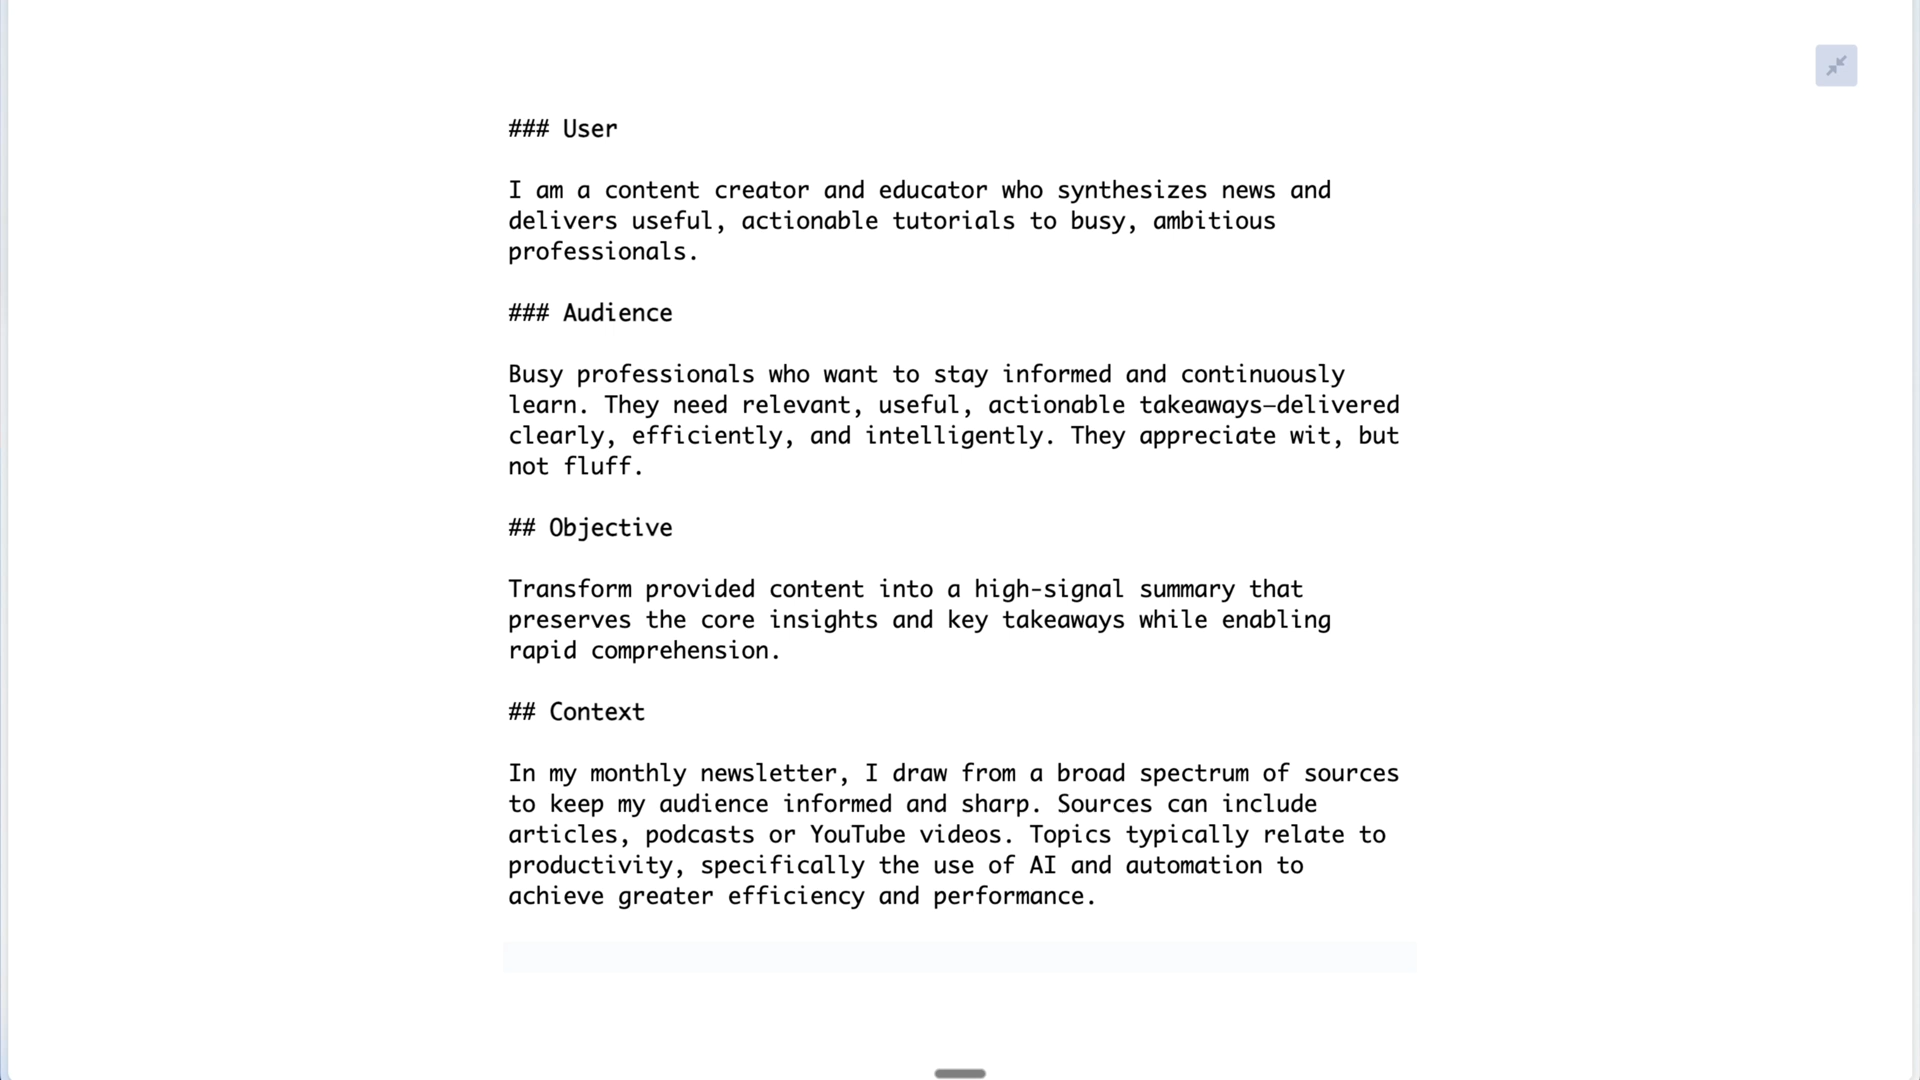 ### User
I am a content creator and educator who synthesizes news and
delivers useful, actionable tutorials to busy, ambitious
professionals.
### Audience
Busy professionals who want to stay informed and continuously
learn. They need relevant, useful, actionable takeaways—delivered
clearly, efficiently, and intelligently. They appreciate wit, but
not fluff.
## Objective
Transform provided content into a high-signal summary that
preserves the core insights and key takeaways while enabling
rapid comprehension.
## Context
In my monthly newsletter, I draw from a broad spectrum of sources
to keep my audience informed and sharp. Sources can include
articles, podcasts or YouTube videos. Topics typically relate to
productivity, specifically the use of AI and automation to
achieve greater efficiency and performance.